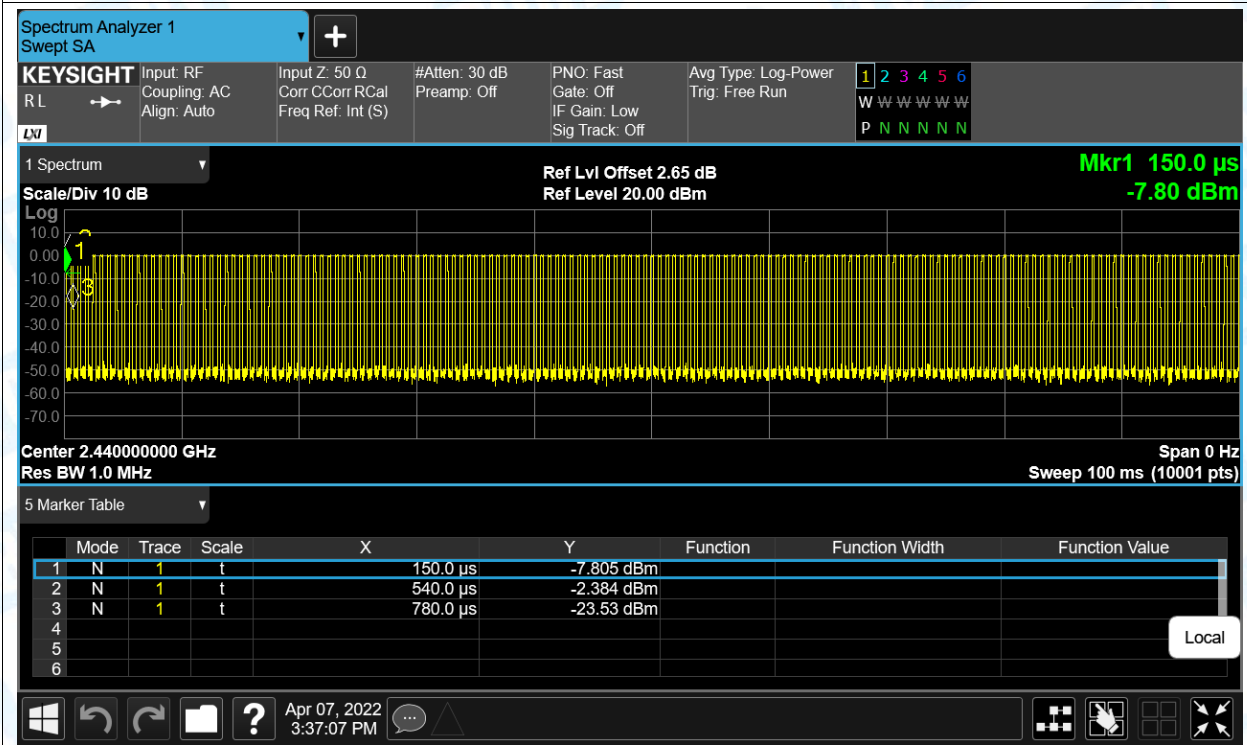 Spectrum Analyzer 1
Swept SA
KEYSIGHT
R L
LXI
Input: RF
Coupling: AC
Align: Auto
Input Z: 50 Ω
Corr CCorr RCal
Freq Ref: Int (S)
#Atten: 30 dB
Preamp: Off
PNO: Fast
Gate: Off
IF Gain: Low
Sig Track: Off
Avg Type: Log-Power
Trig: Free Run
1 2 3 4 5 6
W W W W W W
P N N N N N
1 Spectrum
Scale/Div 10 dB
Ref Lvl Offset 2.65 dB
Ref Level 20.00 dBm
Mkr1 150.0 µs
-7.80 dBm
Log
10.0
0.00
-10.0
-20.0
-30.0
-40.0
-50.0
-60.0
-70.0
1
3
Center 2.440000000 GHz
Res BW 1.0 MHz
Span 0 Hz
Sweep 100 ms (10001 pts)
5 Marker Table
Mode Trace Scale X Y Function Function Width Function Value
1 N 1 t 150.0 µs -7.805 dBm
2 N 1 t 540.0 µs -2.384 dBm
3 N 1 t 780.0 µs -23.53 dBm
4
5
6
Local
?
Apr 07, 2022
3:37:07 PM